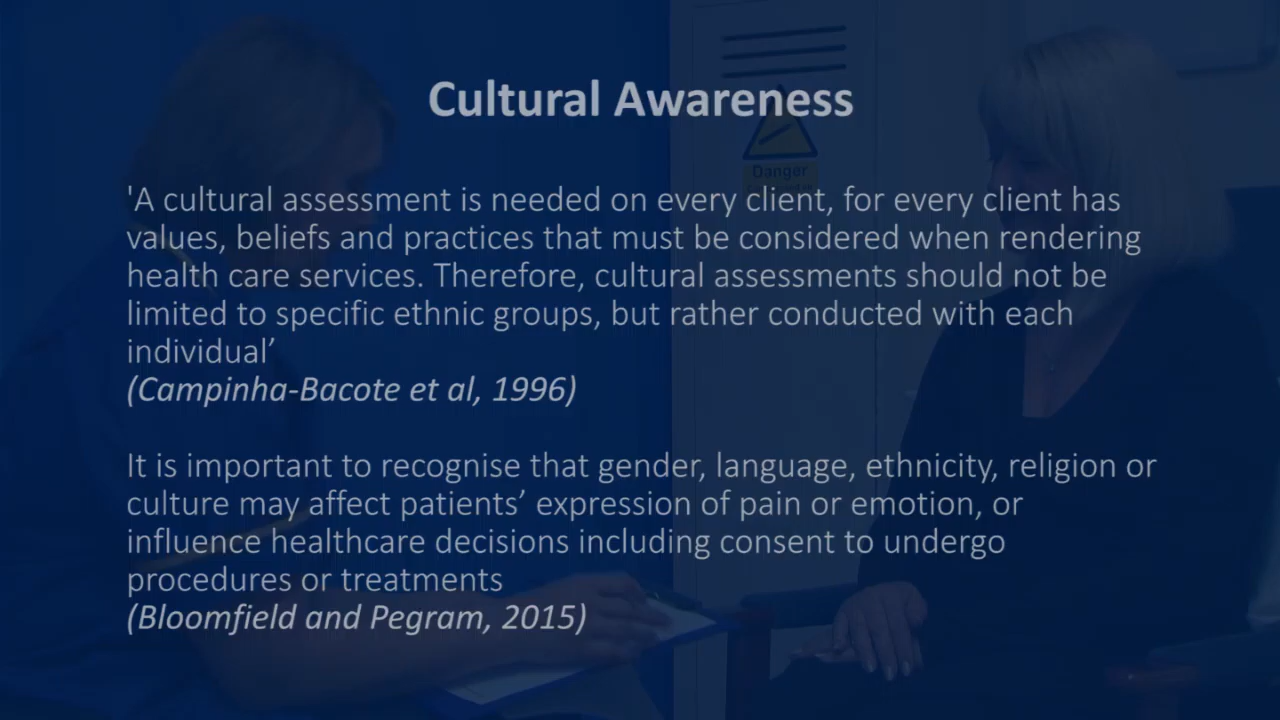 Cultural Awareness
Danger
'A cultural assessment is needed on every client, for every client has
values, beliefs and practices that must be considered when rendering
health care services. Therefore, cultural assessments should not be
limited to specific ethnic groups, but rather conducted with each
individual’
(Campinha-Bacote et al, 1996)
It is important to recognise that gender, language, ethnicity, religion or
culture may affect patients’ expression of pain or emotion, or
influence healthcare decisions including consent to undergo
procedures or treatments
(Bloomfield and Pegram, 2015)